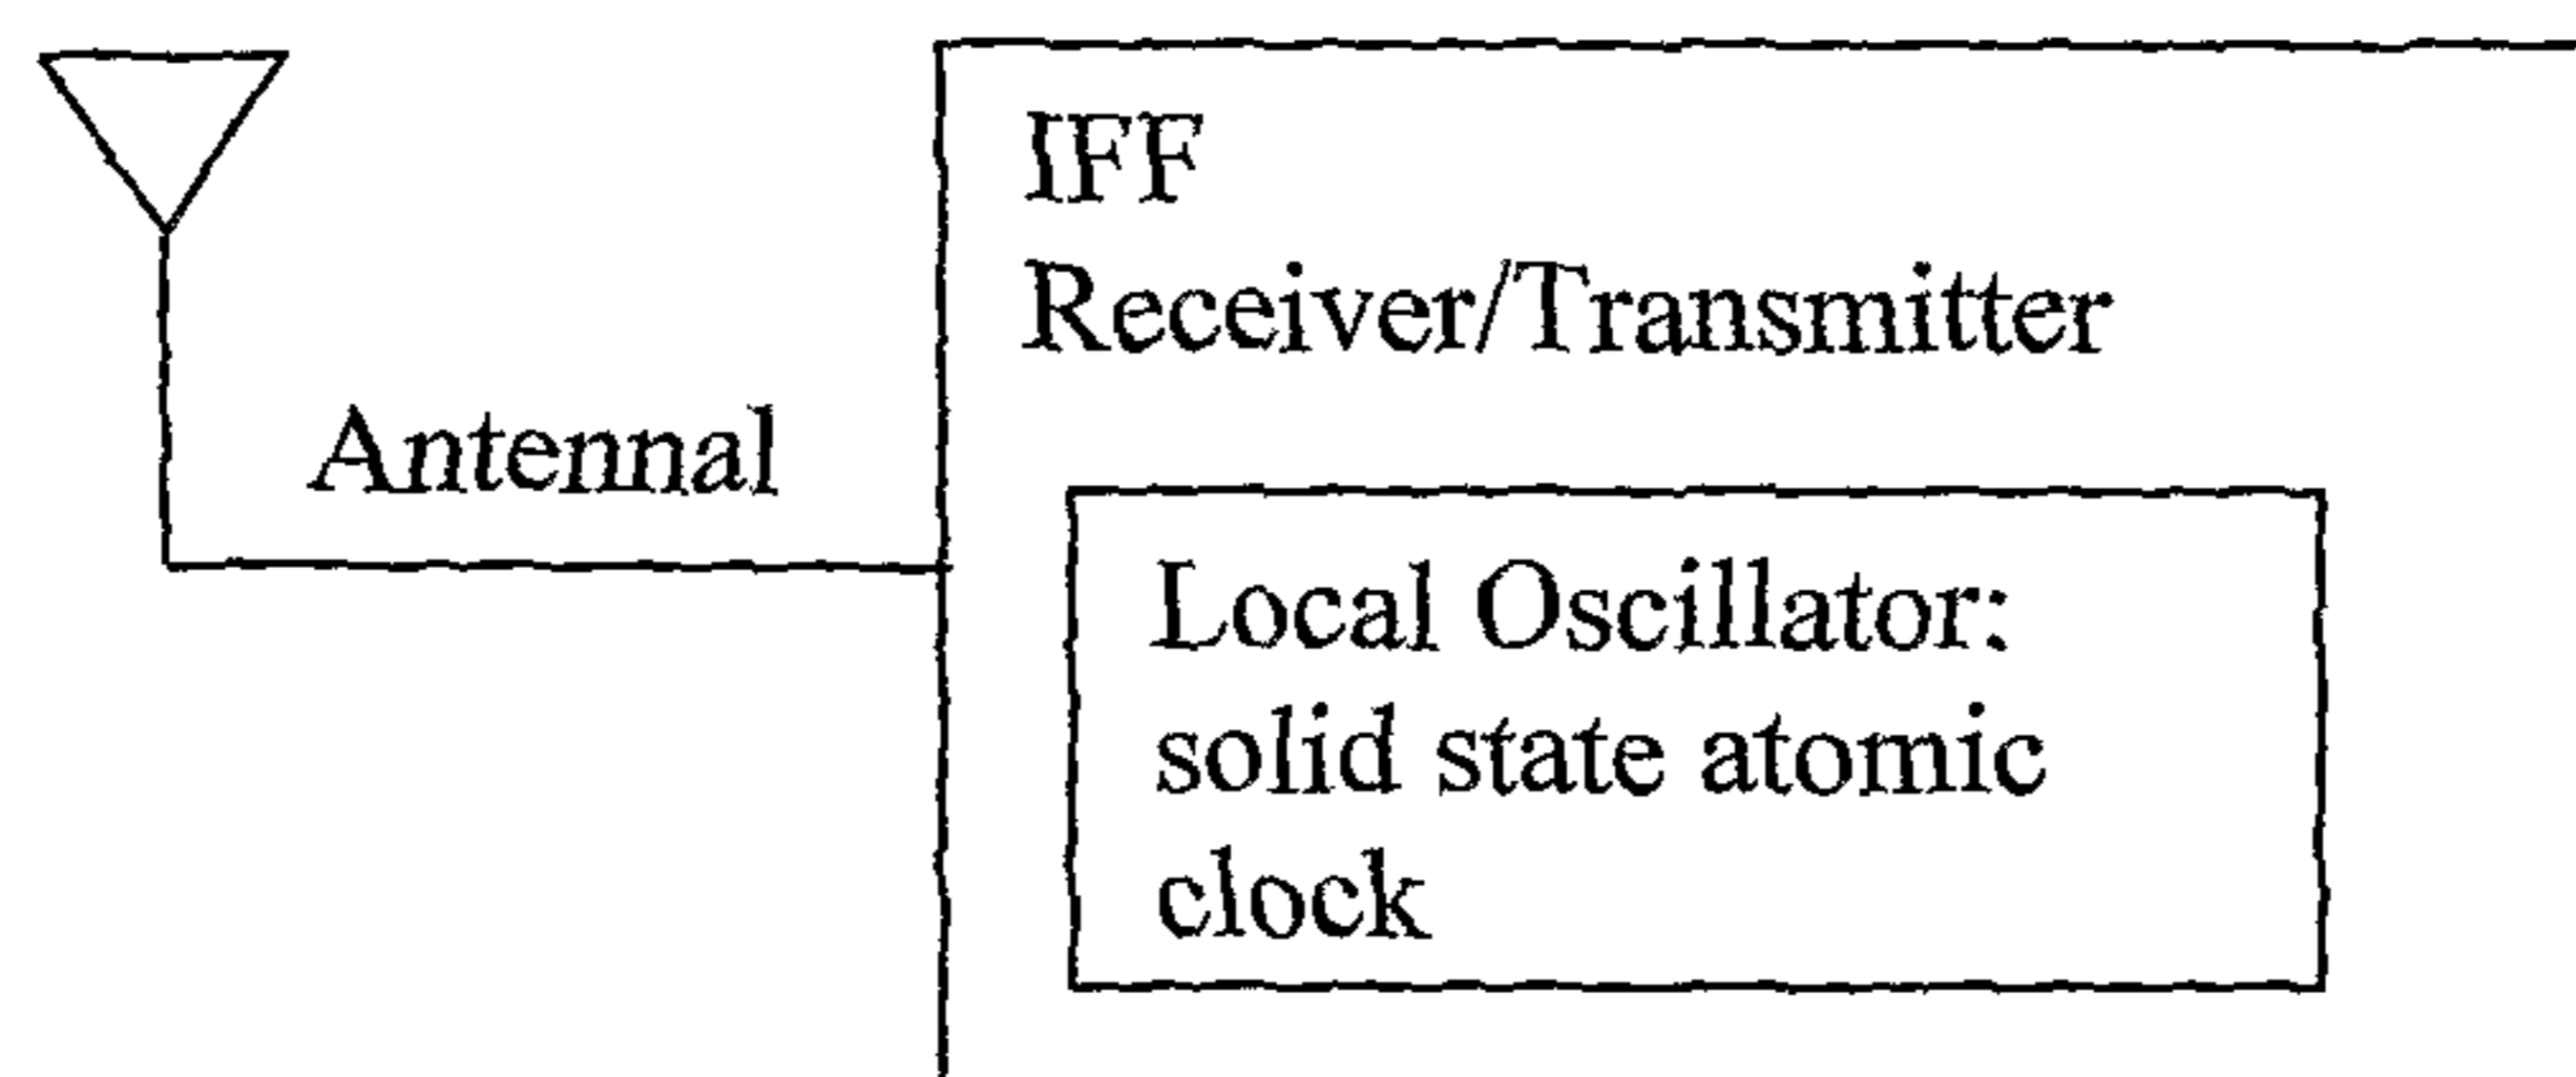 IFF
Receiver/Transmitter
Antennal
Local Oscillator:
solid state atomic
clock